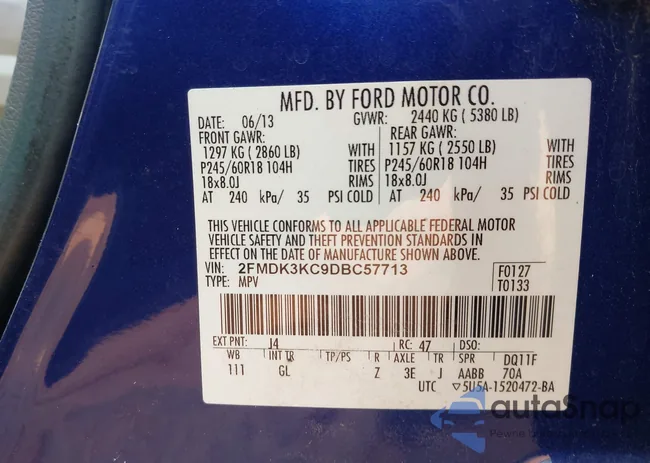 MFD. BY FORD MOTOR CO.
DATE: 06/13 GVWR: 2440 KG ( 5380 LB)
FRONT GAWR: REAR GAWR:
1297 KG ( 2860 LB) WITH 1157 KG ( 2550 LB) WITH
P245/60R18 104H TIRES P245/60R18 104H TIRES
18x8.0J RIMS 18x8.0J RIMS
AT 240 kPa/ 35 PSI COLD AT 240 kPa/ 35 PSI COLD
THIS VEHICLE CONFORMS TO ALL APPLICABLE FEDERAL MOTOR
VEHICLE SAFETY AND THEFT PREVENTION STANDARDS IN
EFFECT ON THE DATE OF MANUFACTURE SHOWN ABOVE.
VIN: 2FMDK3KC9DBC57713
TYPE: MPV
F0127
T0133
EXT PNT: J4 RC: 47 DSO:
WB INT TR TP/PS R AXLE TR SPR DQ11F
111 GL Z 3E J AABB 70A
UTC ▽5U5A-1520472-BA
autoSnap